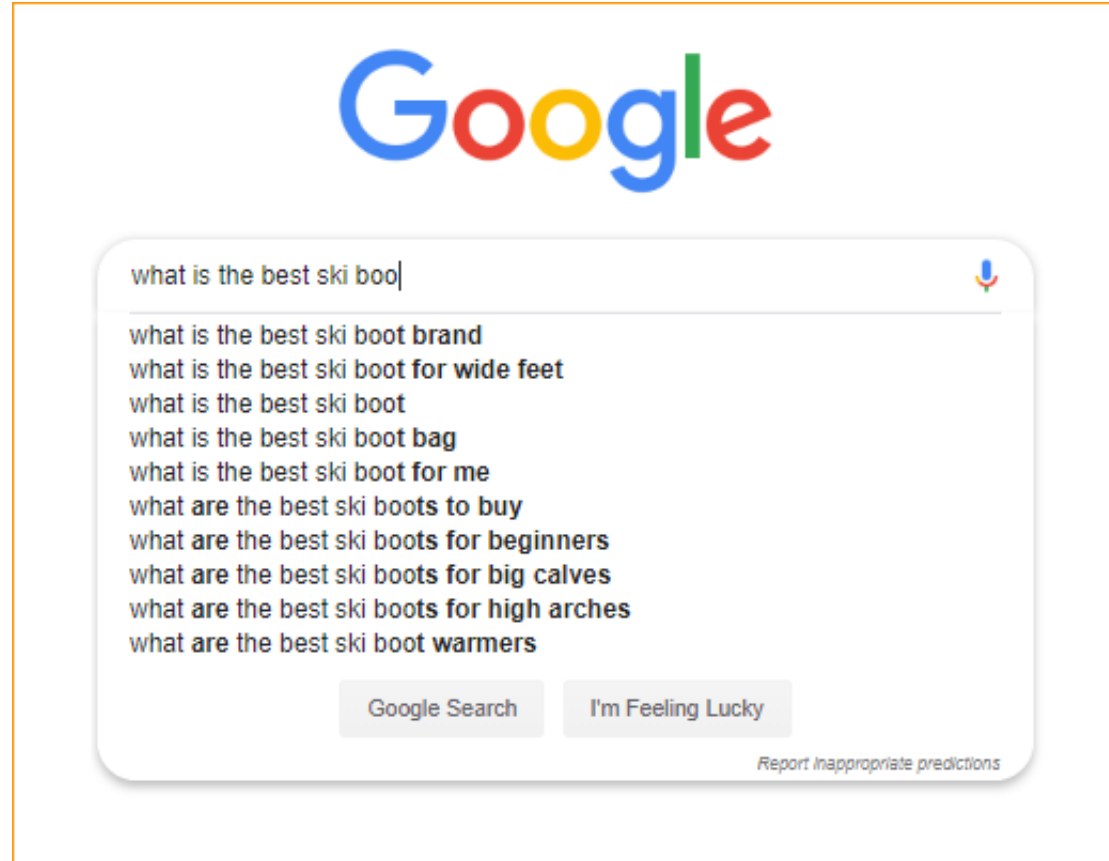 Google
what is the best ski boo
what is the best ski boot brand
what is the best ski boot for wide feet
what is the best ski boot
what is the best ski boot bag
what is the best ski boot for me
what are the best ski boots to buy
what are the best ski boots for beginners
what are the best ski boots for big calves
what are the best ski boots for high arches
what are the best ski boot warmers
Google Search I'm Feeling Lucky
Report inappropriate predictions